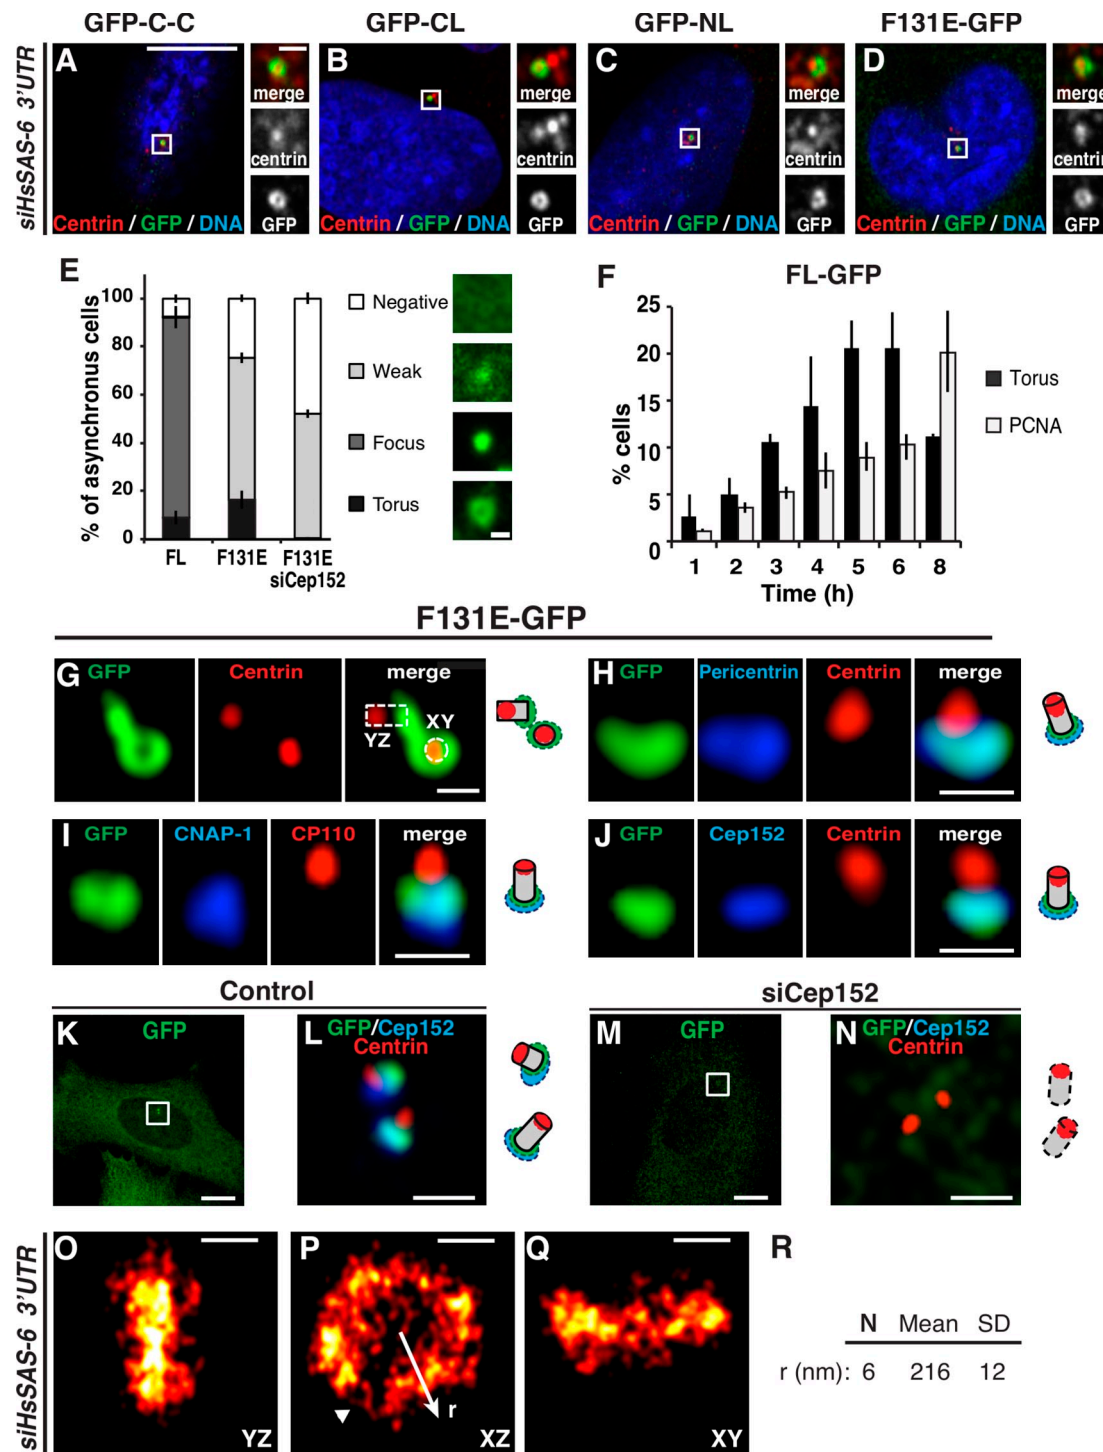 GFP-C-C GFP-CL GFP-NL F131E-GFP
siHsSAS-6 3'UTR
A B C D
merge merge merge merge
centrin centrin centrin centrin
GFP GFP GFP GFP
Centrin / GFP / DNA Centrin / GFP / DNA Centrin / GFP / DNA Centrin / GFP / DNA
E
% of asynchronus cells
100
80
60
40
20
0
FL F131E F131E
siCep152
Negative
Weak
Focus
Torus
F FL-GFP
% cells
25
20
15
10
5
0
1 2 3 4 5 6 8
Time (h)
Torus
PCNA
F131E-GFP
G GFP Centrin merge
XY
YZ
H GFP Pericentrin Centrin merge
I GFP CNAP-1 CP110 merge
J GFP Cep152 Centrin merge
Control siCep152
K GFP
L GFP/Cep152
Centrin
M GFP
N GFP/Cep152
Centrin
siHsSAS-6 3'UTR
O YZ
P r XZ
Q XY
R
N Mean SD
r (nm): 6 216 12